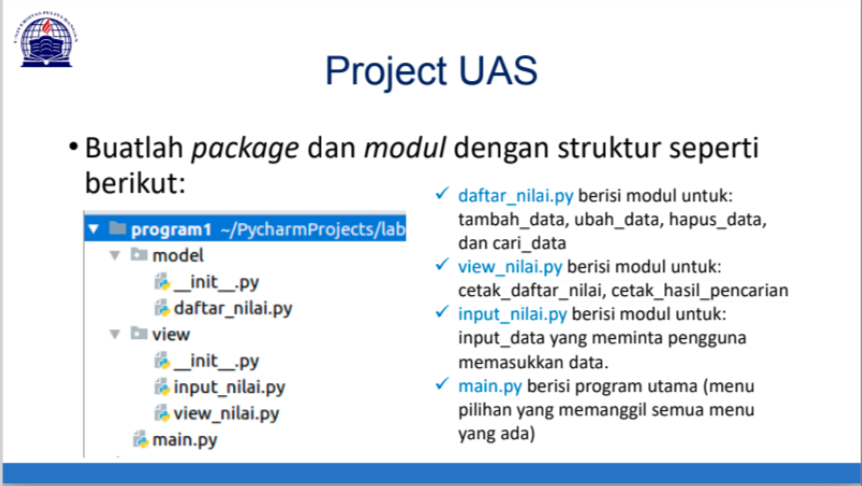 Project UAS
• Buatlah package dan modul dengan struktur seperti
berikut:
program1 ~/PycharmProjects/lab
model
__init__.py
daftar_nilai.py
view
__init__.py
input_nilai.py
view_nilai.py
main.py
✓ daftar_nilai.py berisi modul untuk:
tambah_data, ubah_data, hapus_data,
dan cari_data
✓ view_nilai.py berisi modul untuk:
cetak_daftar_nilai, cetak_hasil_pencarian
✓ input_nilai.py berisi modul untuk:
input_data yang meminta pengguna
memasukkan data.
✓ main.py berisi program utama (menu
pilihan yang memanggil semua menu
yang ada)